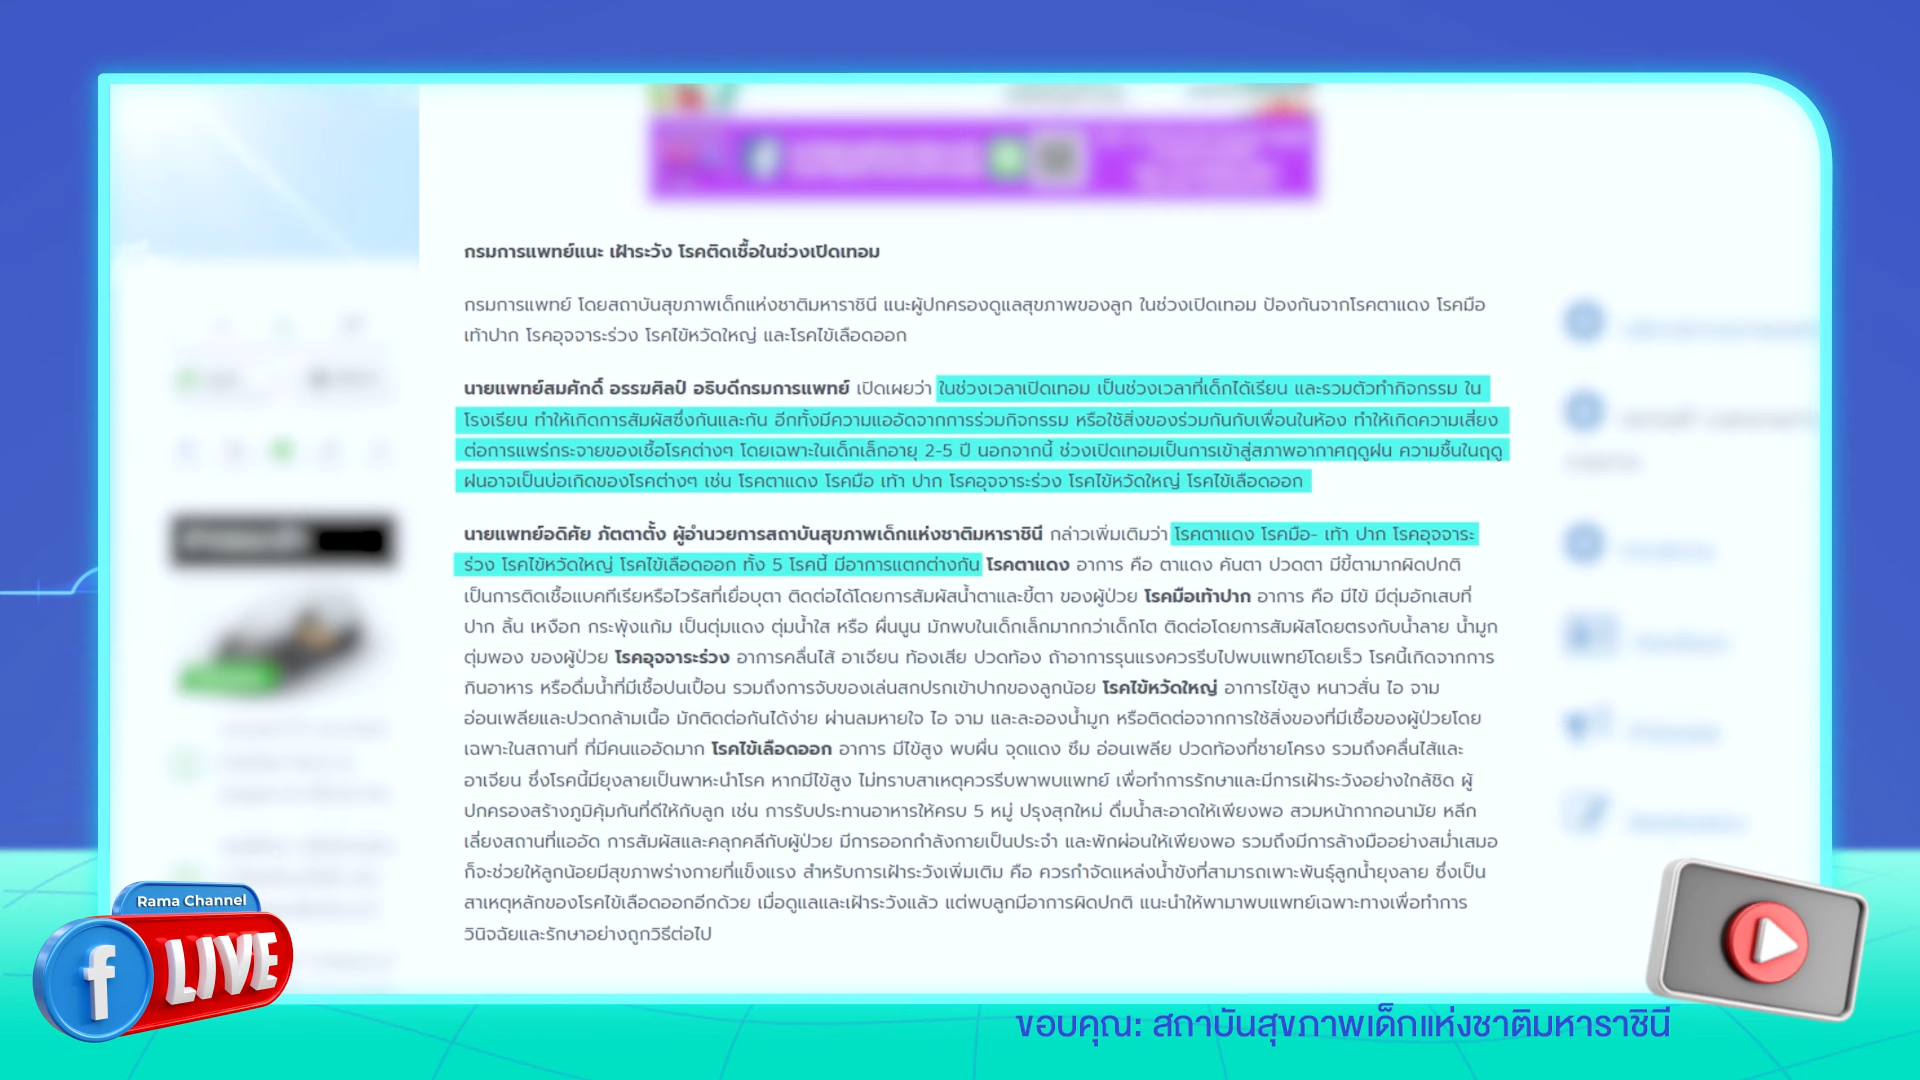 กรมการแพทย์แนะ เฝ้าระวัง โรคติดเชื้อในช่วงเปิดเทอม
กรมการแพทย์ โดยสถาบันสุขภาพเด็กแห่งชาติมหาราชินี แนะผู้ปกครองดูแลสุขภาพของลูก ในช่วงเปิดเทอม ป้องกันจากโรคตาแดง โรคมือ
เท้าปาก โรคอุจจาระร่วง โรคไข้หวัดใหญ่ และโรคไข้เลือดออก
นายแพทย์สมศักดิ์ อรรฆศิลป์ อธิบดีกรมการแพทย์ เปิดเผยว่า ในช่วงเวลาเปิดเทอม เป็นช่วงเวลาที่เด็กได้เรียน และรวมตัวทำกิจกรรม ใน
โรงเรียน ทำให้เกิดการสัมผัสซึ่งกันและกัน อีกทั้งมีความแออัดจากการร่วมกิจกรรม หรือใช้สิ่งของร่วมกันกับเพื่อนในห้อง ทำให้เกิดความเสี่ยง
ต่อการแพร่กระจายของเชื้อโรคต่างๆ โดยเฉพาะในเด็กเล็กอายุ 2-5 ปี นอกจากนี้ ช่วงเปิดเทอมเป็นการเข้าสู่สภาพอากาศฤดูฝน ความชื้นในฤดู
ฝนอาจเป็นบ่อเกิดของโรคต่างๆ เช่น โรคตาแดง โรคมือ เท้า ปาก โรคอุจจาระร่วง โรคไข้หวัดใหญ่ โรคไข้เลือดออก
นายแพทย์อดิศัย ภัตตาตั้ง ผู้อำนวยการสถาบันสุขภาพเด็กแห่งชาติมหาราชินี กล่าวเพิ่มเติมว่า โรคตาแดง โรคมือ- เท้า ปาก โรคอุจจาระ
ร่วง โรคไข้หวัดใหญ่ โรคไข้เลือดออก ทั้ง 5 โรคนี้ มีอาการแตกต่างกัน โรคตาแดง อาการ คือ ตาแดง คันตา ปวดตา มีขี้ตามากผิดปกติ
เป็นการติดเชื้อแบคทีเรียหรือไวรัสที่เยื่อบุตา ติดต่อได้โดยการสัมผัสน้ำตาและขี้ตา ของผู้ป่วย โรคมือเท้าปาก อาการ คือ มีไข้ มีตุ่มอักเสบที่
ปาก ลิ้น เหงือก กระพุ้งแก้ม เป็นตุ่มแดง ตุ่มน้ำใส หรือ ผื่นนูน มักพบในเด็กเล็กมากกว่าเด็กโต ติดต่อโดยการสัมผัสโดยตรงกับน้ำลาย น้ำมูก
ตุ่มพอง ของผู้ป่วย โรคอุจจาระร่วง อาการคลื่นไส้ อาเจียน ท้องเสีย ปวดท้อง ถ้าอาการรุนแรงควรรีบไปพบแพทย์โดยเร็ว โรคนี้เกิดจากการ
กินอาหาร หรือดื่มน้ำที่มีเชื้อปนเปื้อน รวมถึงการจับของเล่นสกปรกเข้าปากของลูกน้อย โรคไข้หวัดใหญ่ อาการไข้สูง หนาวสั่น ไอ จาม
อ่อนเพลียและปวดกล้ามเนื้อ มักติดต่อกันได้ง่าย ผ่านลมหายใจ ไอ จาม และละอองน้ำมูก หรือติดต่อจากการใช้สิ่งของที่มีเชื้อของผู้ป่วยโดย
เฉพาะในสถานที่ ที่มีคนแออัดมาก โรคไข้เลือดออก อาการ มีไข้สูง พบผื่น จุดแดง ซึม อ่อนเพลีย ปวดท้องที่ชายโครง รวมถึงคลื่นไส้และ
อาเจียน ซึ่งโรคนี้มียุงลายเป็นพาหะนำโรค หากมีไข้สูง ไม่ทราบสาเหตุควรรีบพาพบแพทย์ เพื่อทำการรักษาและมีการเฝ้าระวังอย่างใกล้ชิด ผู้
ปกครองสร้างภูมิคุ้มกันที่ดีให้กับลูก เช่น การรับประทานอาหารให้ครบ 5 หมู่ ปรุงสุกใหม่ ดื่มน้ำสะอาดให้เพียงพอ สวมหน้ากากอนามัย หลีก
เลี่ยงสถานที่แออัด การสัมผัสและคลุกคลีกับผู้ป่วย มีการออกกำลังกายเป็นประจำ และพักผ่อนให้เพียงพอ รวมถึงมีการล้างมืออย่างสม่ำเสมอ
ก็จะช่วยให้ลูกน้อยมีสุขภาพร่างกายที่แข็งแรง สำหรับการเฝ้าระวังเพิ่มเติม คือ ควรกำจัดแหล่งน้ำขังที่สามารถเพาะพันธุ์ลูกน้ำยุงลาย ซึ่งเป็น
สาเหตุหลักของโรคไข้เลือดออกอีกด้วย เมื่อดูแลและเฝ้าระวังแล้ว แต่พบลูกมีอาการผิดปกติ แนะนำให้พามาพบแพทย์เฉพาะทางเพื่อทำการ
วินิจฉัยและรักษาอย่างถูกวิธีต่อไป
Rama Channel
f LIVE
ขอบคุณ: สถาบันสุขภาพเด็กแห่งชาติมหาราชินี